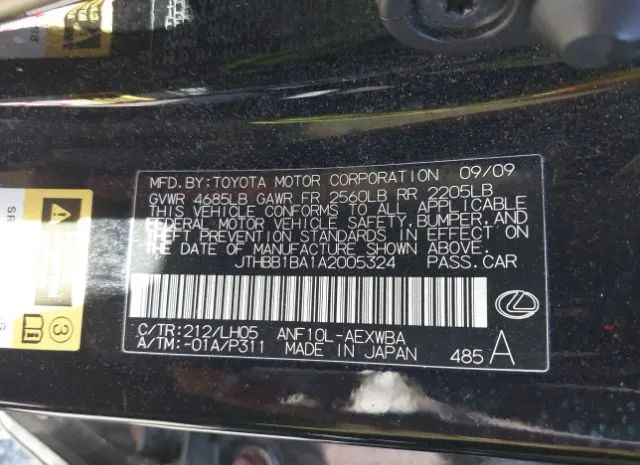 MFD. BY: TOYOTA MOTOR CORPORATION 09/09
GVWR 4685LB GAWR FR 2560LB RR 2205LB
THIS VEHICLE CONFORMS TO ALL APPLICABLE
FEDERAL MOTOR VEHICLE SAFETY, BUMPER, AND
THEFT PREVENTION STANDARDS IN EFFECT ON
THE DATE OF MANUFACTURE SHOWN ABOVE.
JTHBB1BA1A2005324 PASS. CAR
C/TR: 212/LH05 ANF10L-AEXWBA
A/TM: -01A/P311 MADE IN JAPAN 485 A
3